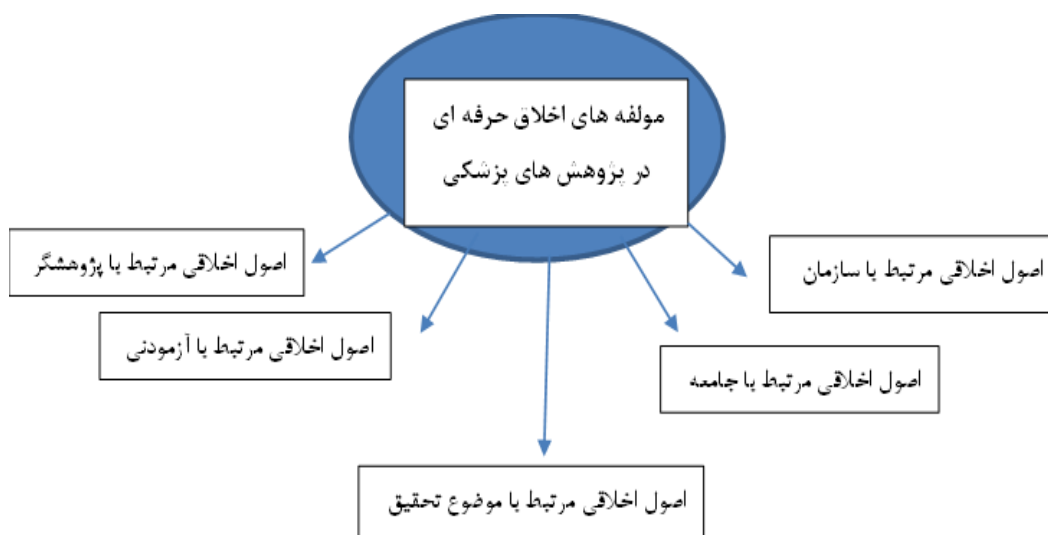 مولفه های اخلاق حرفه ای
در پژوهش های پزشکی
اصول اخلاقی مرتبط با سازمان
اصول اخلاقی مرتبط با پژوهشگر
اصول اخلاقی مرتبط با آزمودنی
اصول اخلاقی مرتبط با جامعه
اصول اخلاقی مرتبط با موضوع تحقیق